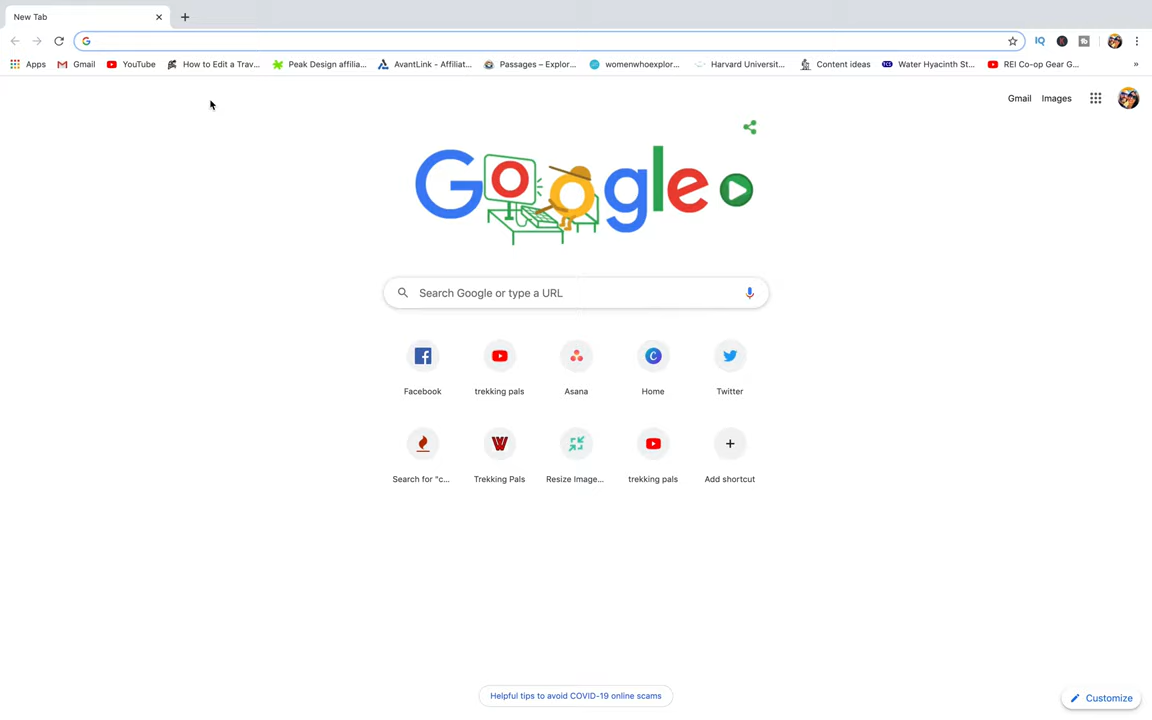 New Tab
Apps Gmail YouTube How to Edit a Trav... Peak Design affilia... AvantLink - Affiliat... Passages – Explor... womenwhoexplor... Harvard Universit... Content ideas Water Hyacinth St... REI Co-op Gear G... »
Gmail Images
Google
Search Google or type a URL
Facebook trekking pals Asana Home Twitter
Search for "c... Trekking Pals Resize Image... trekking pals Add shortcut
Helpful tips to avoid COVID-19 online scams
Customize